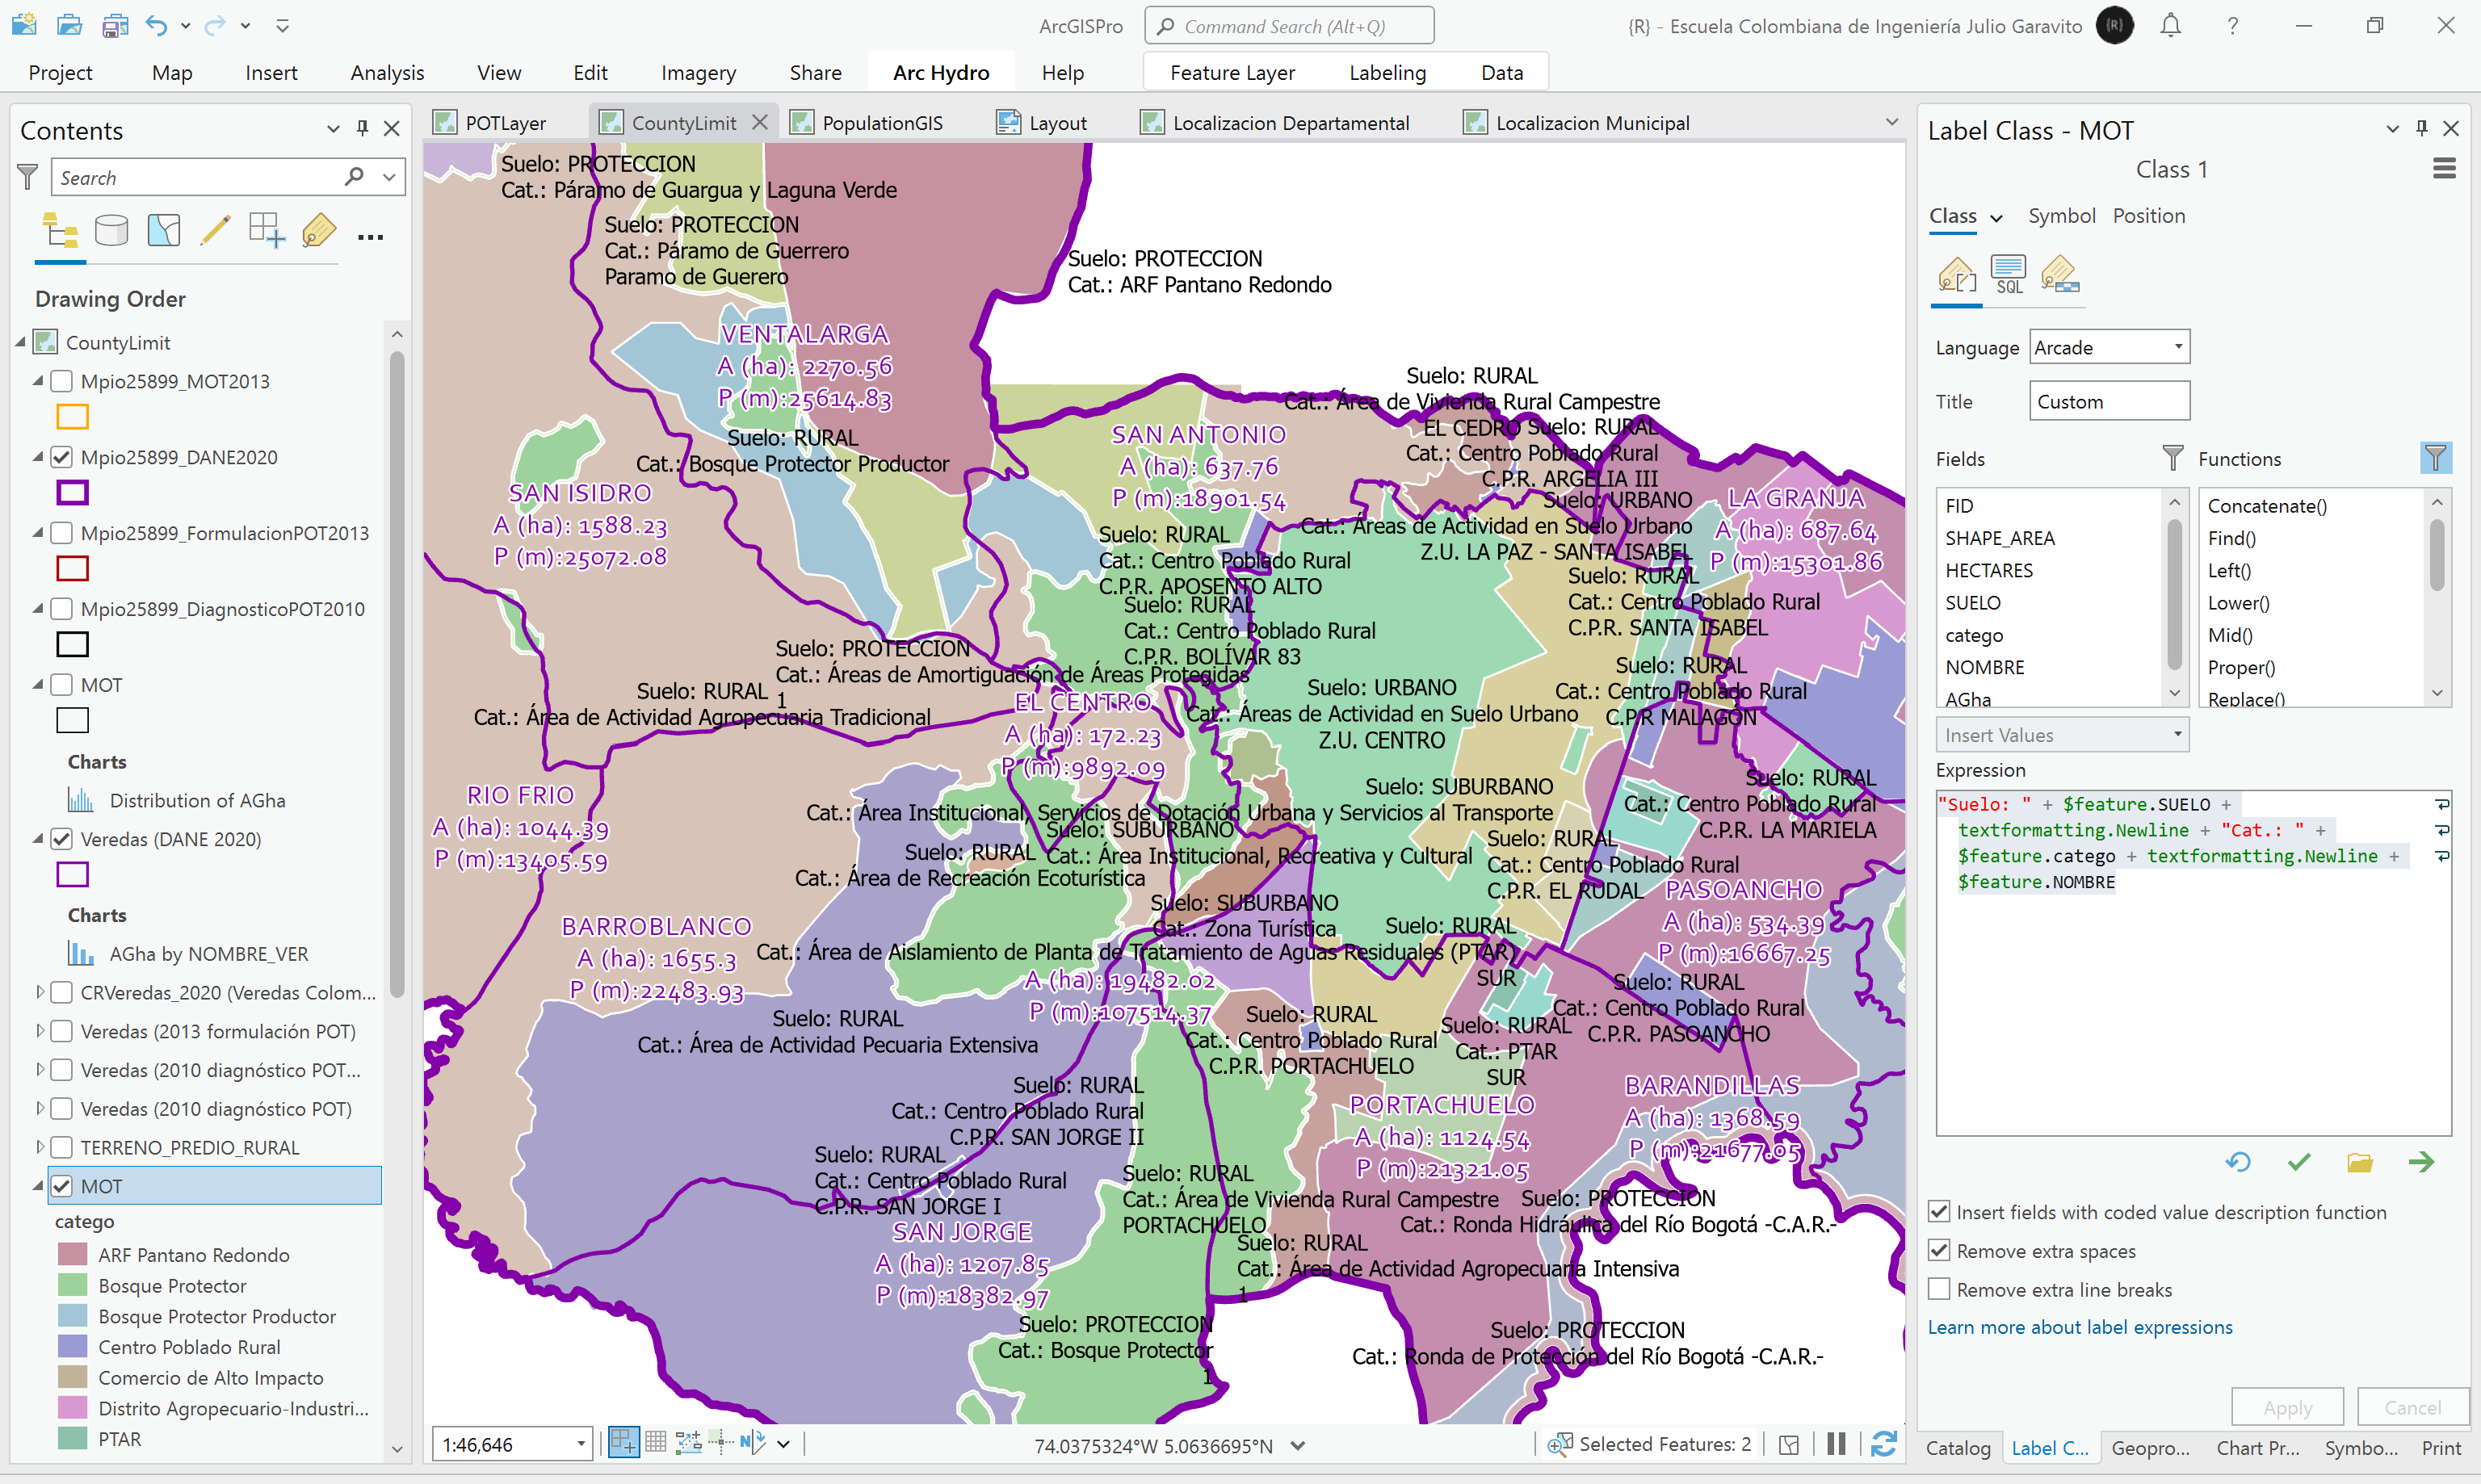 ArcGISPro
Command Search (Alt+Q)
{R} - Escuela Colombiana de Ingeniería Julio Garavito
{R}
?
Project Map Insert Analysis View Edit Imagery Share Arc Hydro Help Feature Layer Labeling Data
Contents
Search
Drawing Order
CountyLimit
Mpio25899_MOT2013
Mpio25899_DANE2020
Mpio25899_FormulacionPOT2013
Mpio25899_DiagnosticoPOT2010
MOT
Charts
Distribution of AGha
Veredas (DANE 2020)
Charts
AGha by NOMBRE_VER
CRVeredas_2020 (Veredas Colom...
Veredas (2013 formulación POT)
Veredas (2010 diagnóstico POT...
Veredas (2010 diagnóstico POT)
TERRENO_PREDIO_RURAL
MOT
catego
ARF Pantano Redondo
Bosque Protector
Bosque Protector Productor
Centro Poblado Rural
Comercio de Alto Impacto
Distrito Agropecuario-Industri...
PTAR
POTLayer CountyLimit PopulationGIS Layout Localizacion Departamental Localizacion Municipal
Suelo: PROTECCION
Cat.: Páramo de Guargua y Laguna Verde
Suelo: PROTECCION
Cat.: Páramo de Guerrero
Paramo de Guerero
Suelo: PROTECCION
Cat.: ARF Pantano Redondo
VENTALARGA
A (ha): 2270.56
P (m):25614.83
Suelo: RURAL
Cat.: Bosque Protector Productor
Suelo: RURAL
Cat.: Área de Vivienda Rural Campestre
EL CEDRO
Suelo: RURAL
Cat.: Centro Poblado Rural
C.P.R. ARGELIA III
SAN ANTONIO
A (ha): 637.76
P (m):18901.54
SAN ISIDRO
A (ha): 1588.23
P (m):25072.08
Suelo: URBANO
Cat.: Áreas de Actividad en Suelo Urbano
Z.U. LA PAZ - SANTA ISABEL
LA GRANJA
A (ha): 687.64
P (m):15301.86
Suelo: RURAL
Cat.: Centro Poblado Rural
C.P.R. APOSENTO ALTO
Suelo: RURAL
Cat.: Centro Poblado Rural
C.P.R. SANTA ISABEL
Suelo: RURAL
Cat.: Centro Poblado Rural
C.P.R. BOLÍVAR 83
Suelo: PROTECCION
Cat.: Áreas de Amortiguación de Áreas Protegidas
1
Suelo: RURAL
Cat.: Área de Actividad Agropecuaria Tradicional
Suelo: RURAL
Cat.: Centro Poblado Rural
C.P.R MALAGÓN
Suelo: URBANO
Cat.: Áreas de Actividad en Suelo Urbano
Z.U. CENTRO
EL CENTRO
A (ha): 172.23
P (m):9892.09
RIO FRIO
A (ha): 1044.39
P (m):13405.59
Suelo: SUBURBANO
Cat.: Área Institucional, Servicios de Dotación Urbana y Servicios al Transporte
Suelo: RURAL
Cat.: Centro Poblado Rural
C.P.R. LA MARIELA
Suelo: SUBURBANO
Cat.: Área Institucional, Recreativa y Cultural
Suelo: RURAL
Cat.: Área de Recreación Ecoturística
Suelo: RURAL
Cat.: Centro Poblado Rural
C.P.R. EL RUDAL
PASOANCHO
A (ha): 534.39
P (m):16667.25
Suelo: SUBURBANO
Cat.: Zona Turística
BARROBLANCO
A (ha): 1655.3
P (m):22483.93
Suelo: RURAL
Cat.: Área de Aislamiento de Planta de Tratamiento de Aguas Residuales (PTAR)
SUR
A (ha): 19482.02
P (m):107514.37
Suelo: RURAL
Cat.: Centro Poblado Rural
C.P.R. PASOANCHO
Suelo: RURAL
Cat.: Área de Actividad Pecuaria Extensiva
Suelo: RURAL
Cat.: Centro Poblado Rural
C.P.R. PORTACHUELO
Suelo: RURAL
Cat.: PTAR
SUR
Suelo: RURAL
Cat.: Centro Poblado Rural
C.P.R. SAN JORGE II
BARANDILLAS
A (ha): 1368.59
P (m):21677.05
PORTACHUELO
A (ha): 1124.54
P (m):21321.05
Suelo: RURAL
Cat.: Centro Poblado Rural
C.P.R. SAN JORGE I
Suelo: RURAL
Cat.: Área de Vivienda Rural Campestre
PORTACHUELO
Suelo: PROTECCION
Cat.: Ronda Hidráulica del Río Bogotá -C.A.R.-
SAN JORGE
A (ha): 1207.85
P (m):18382.97
Suelo: RURAL
Cat.: Área de Actividad Agropecuaria Intensiva
1
Suelo: PROTECCION
Cat.: Bosque Protector
1
Suelo: PROTECCION
Cat.: Ronda de Protección del Río Bogotá -C.A.R.-
1:46,646
N
74.0375324°W 5.0636695°N
Selected Features: 2
Label Class - MOT
Class 1
Class Symbol Position
SQL
Language Arcade
Title Custom
Fields
Functions
FID
SHAPE_AREA
HECTARES
SUELO
catego
NOMBRE
AGha
Concatenate()
Find()
Left()
Lower()
Mid()
Proper()
Replace()
Insert Values
Expression
"Suelo: " + $feature.SUELO +
textformatting.Newline + "Cat.: " +
$feature.catego + textformatting.Newline +
$feature.NOMBRE
Insert fields with coded value description function
Remove extra spaces
Remove extra line breaks
Learn more about label expressions
Apply Cancel
Catalog Label C... Geopro... Chart Pr... Symbo... Print